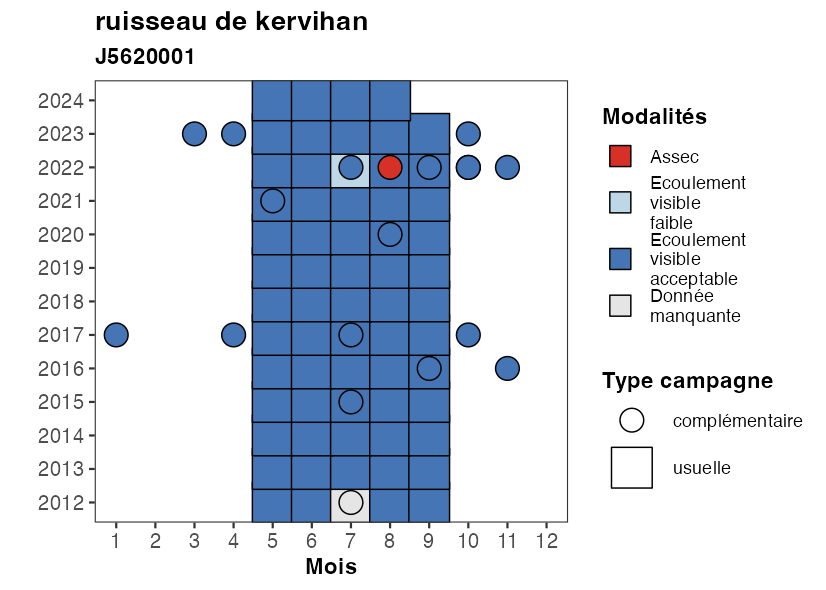 ruisseau de kervihan
J5620001
2024
2023
2022
2021
2020
2019
2018
2017
2016
2015
2014
2013
2012
1 2 3 4 5 6 7 8 9 10 11 12
Mois
Modalités
Assec
Ecoulement
visible
faible
Ecoulement
visible
acceptable
Donnée
manquante
Type campagne
complémentaire
usuelle